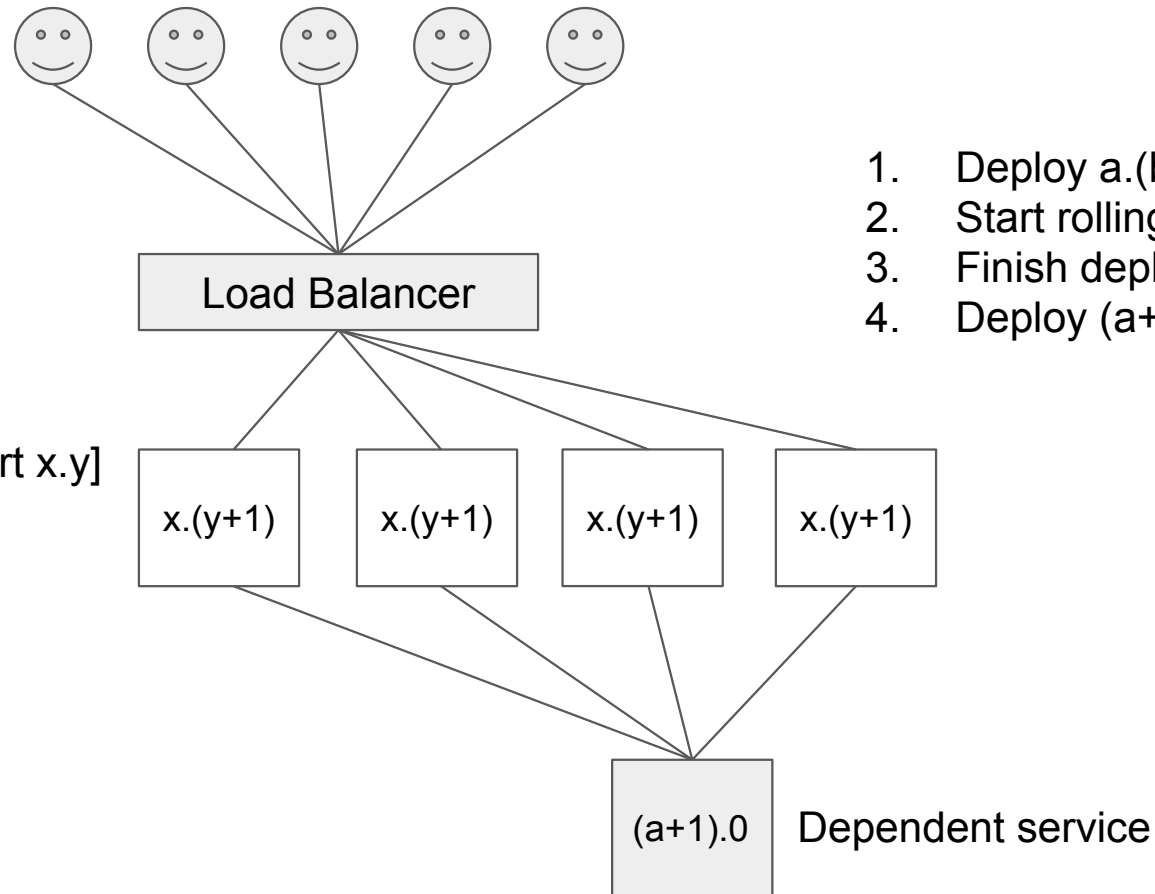 1. Deploy a.(
2. Start rolling
3. Finish depl
4. Deploy (a+
Load Balancer
rt x.y]
x.(y+1) x.(y+1) x.(y+1) x.(y+1)
(a+1).0 Dependent service